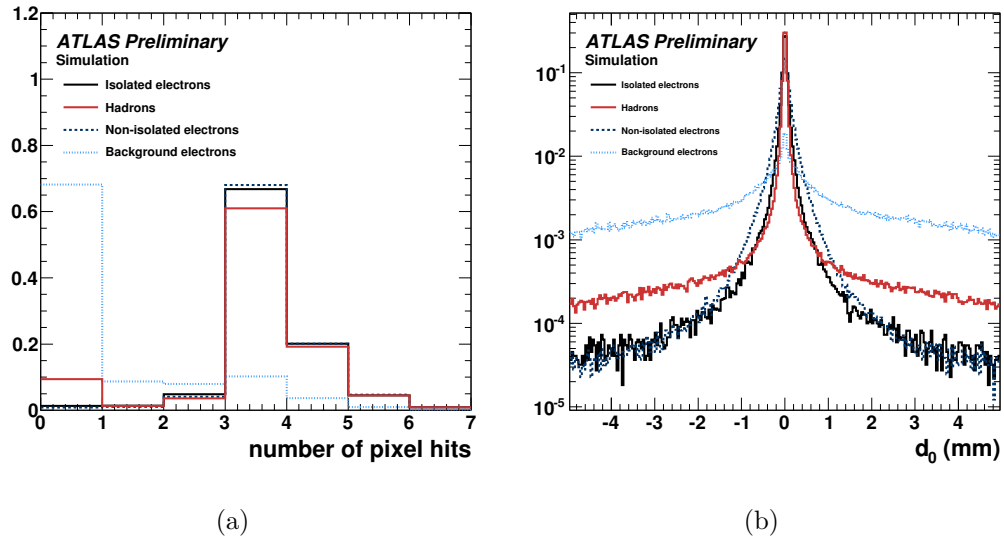 ATLAS Preliminary
Simulation
Isolated electrons
Hadrons
Non-isolated electrons
Background electrons
1.2
1
0.8
0.6
0.4
0.2
0
0 1 2 3 4 5 6 7
number of pixel hits
(a)
ATLAS Preliminary
Simulation
Isolated electrons
Hadrons
Non-isolated electrons
Background electrons
10-1
10-2
10-3
10-4
10-5
-4 -3 -2 -1 0 1 2 3 4
d0 (mm)
(b)